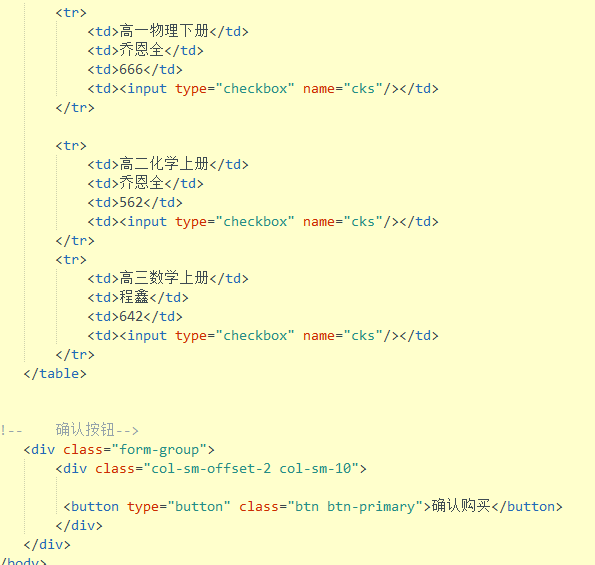 <tr>
<td>高一物理下册</td>
<td>乔恩全</td>
<td>666</td>
<td><input type="checkbox" name="cks"/></td>
</tr>
<tr>
<td>高二化学上册</td>
<td>乔恩全</td>
<td>562</td>
<td><input type="checkbox" name="cks"/></td>
</tr>
<tr>
<td>高三数学上册</td>
<td>程鑫</td>
<td>642</td>
<td><input type="checkbox" name="cks"/></td>
</tr>
</table>
!-- 确认按钮-->
<div class="form-group">
<div class="col-sm-offset-2 col-sm-10">
<button type="button" class="btn btn-primary">确认购买</button>
</div>
</div>
/body>